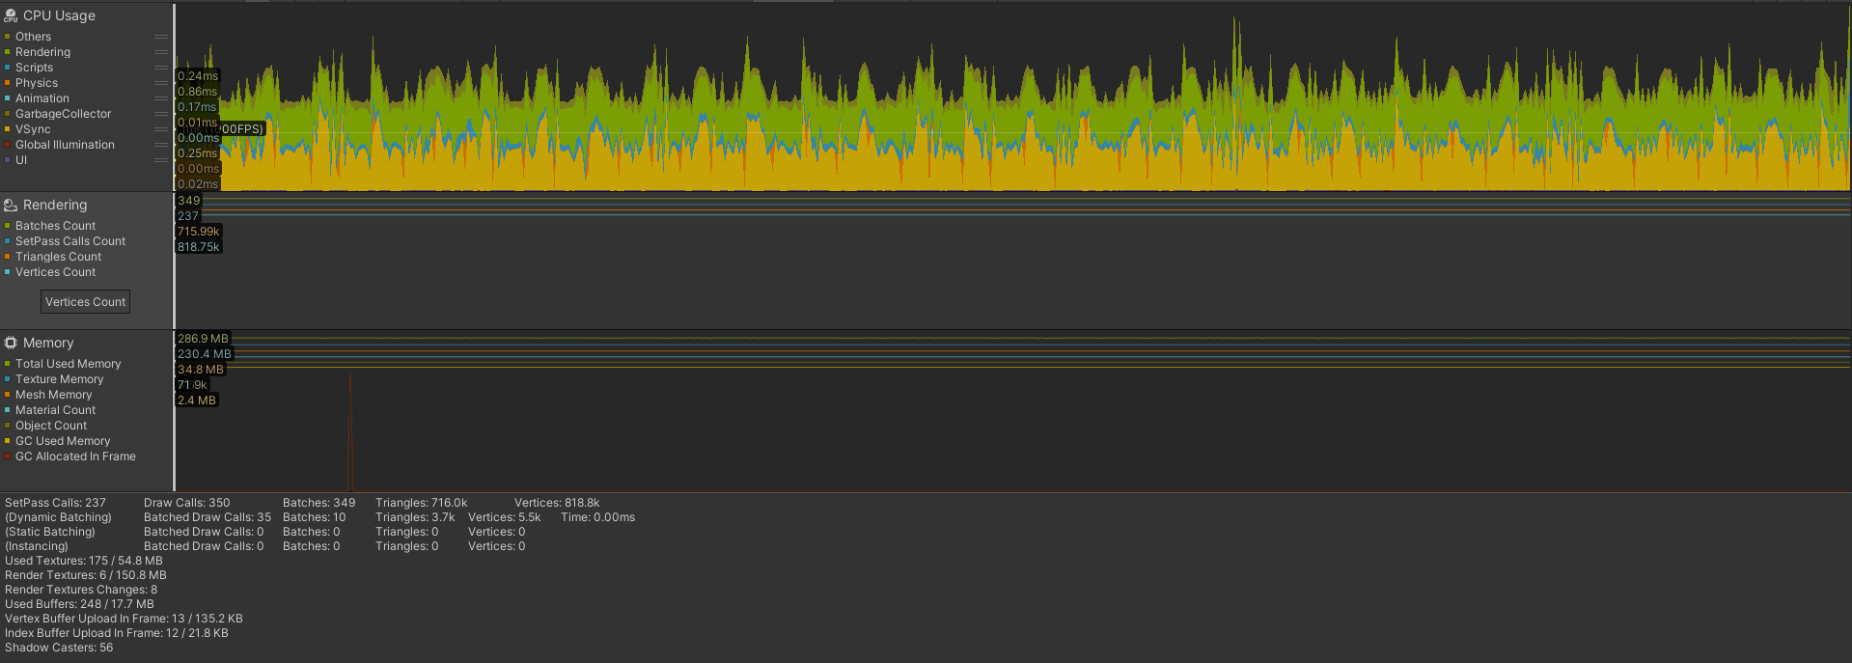 CPU Usage
Others
Rendering
Scripts
Physics
Animation
GarbageCollector
VSync
Global Illumination
UI
0.24ms
0.86ms
0.17ms
0.01ms
00FPS)
0.00ms
0.25ms
0.00ms
0.02ms
Rendering
Batches Count
SetPass Calls Count
Triangles Count
Vertices Count
Vertices Count
349
237
715.99k
818.75k
Memory
Total Used Memory
Texture Memory
Mesh Memory
Material Count
Object Count
GC Used Memory
GC Allocated In Frame
286.9 MB
230.4 MB
34.8 MB
2.4 MB
SetPass Calls: 237 Draw Calls: 350 Batches: 349 Triangles: 716.0k Vertices: 818.8k
(Dynamic Batching) Batched Draw Calls: 35 Batches: 10 Triangles: 3.7k Vertices: 5.5k Time: 0.00ms
(Static Batching) Batched Draw Calls: 0 Batches: 0 Triangles: 0 Vertices: 0
(Instancing) Batched Draw Calls: 0 Batches: 0 Triangles: 0 Vertices: 0
Used Textures: 175 / 54.8 MB
Render Textures: 6 / 150.8 MB
Render Textures Changes: 8
Used Buffers: 248 / 17.7 MB
Vertex Buffer Upload In Frame: 13 / 135.2 KB
Index Buffer Upload In Frame: 12 / 21.8 KB
Shadow Casters: 56